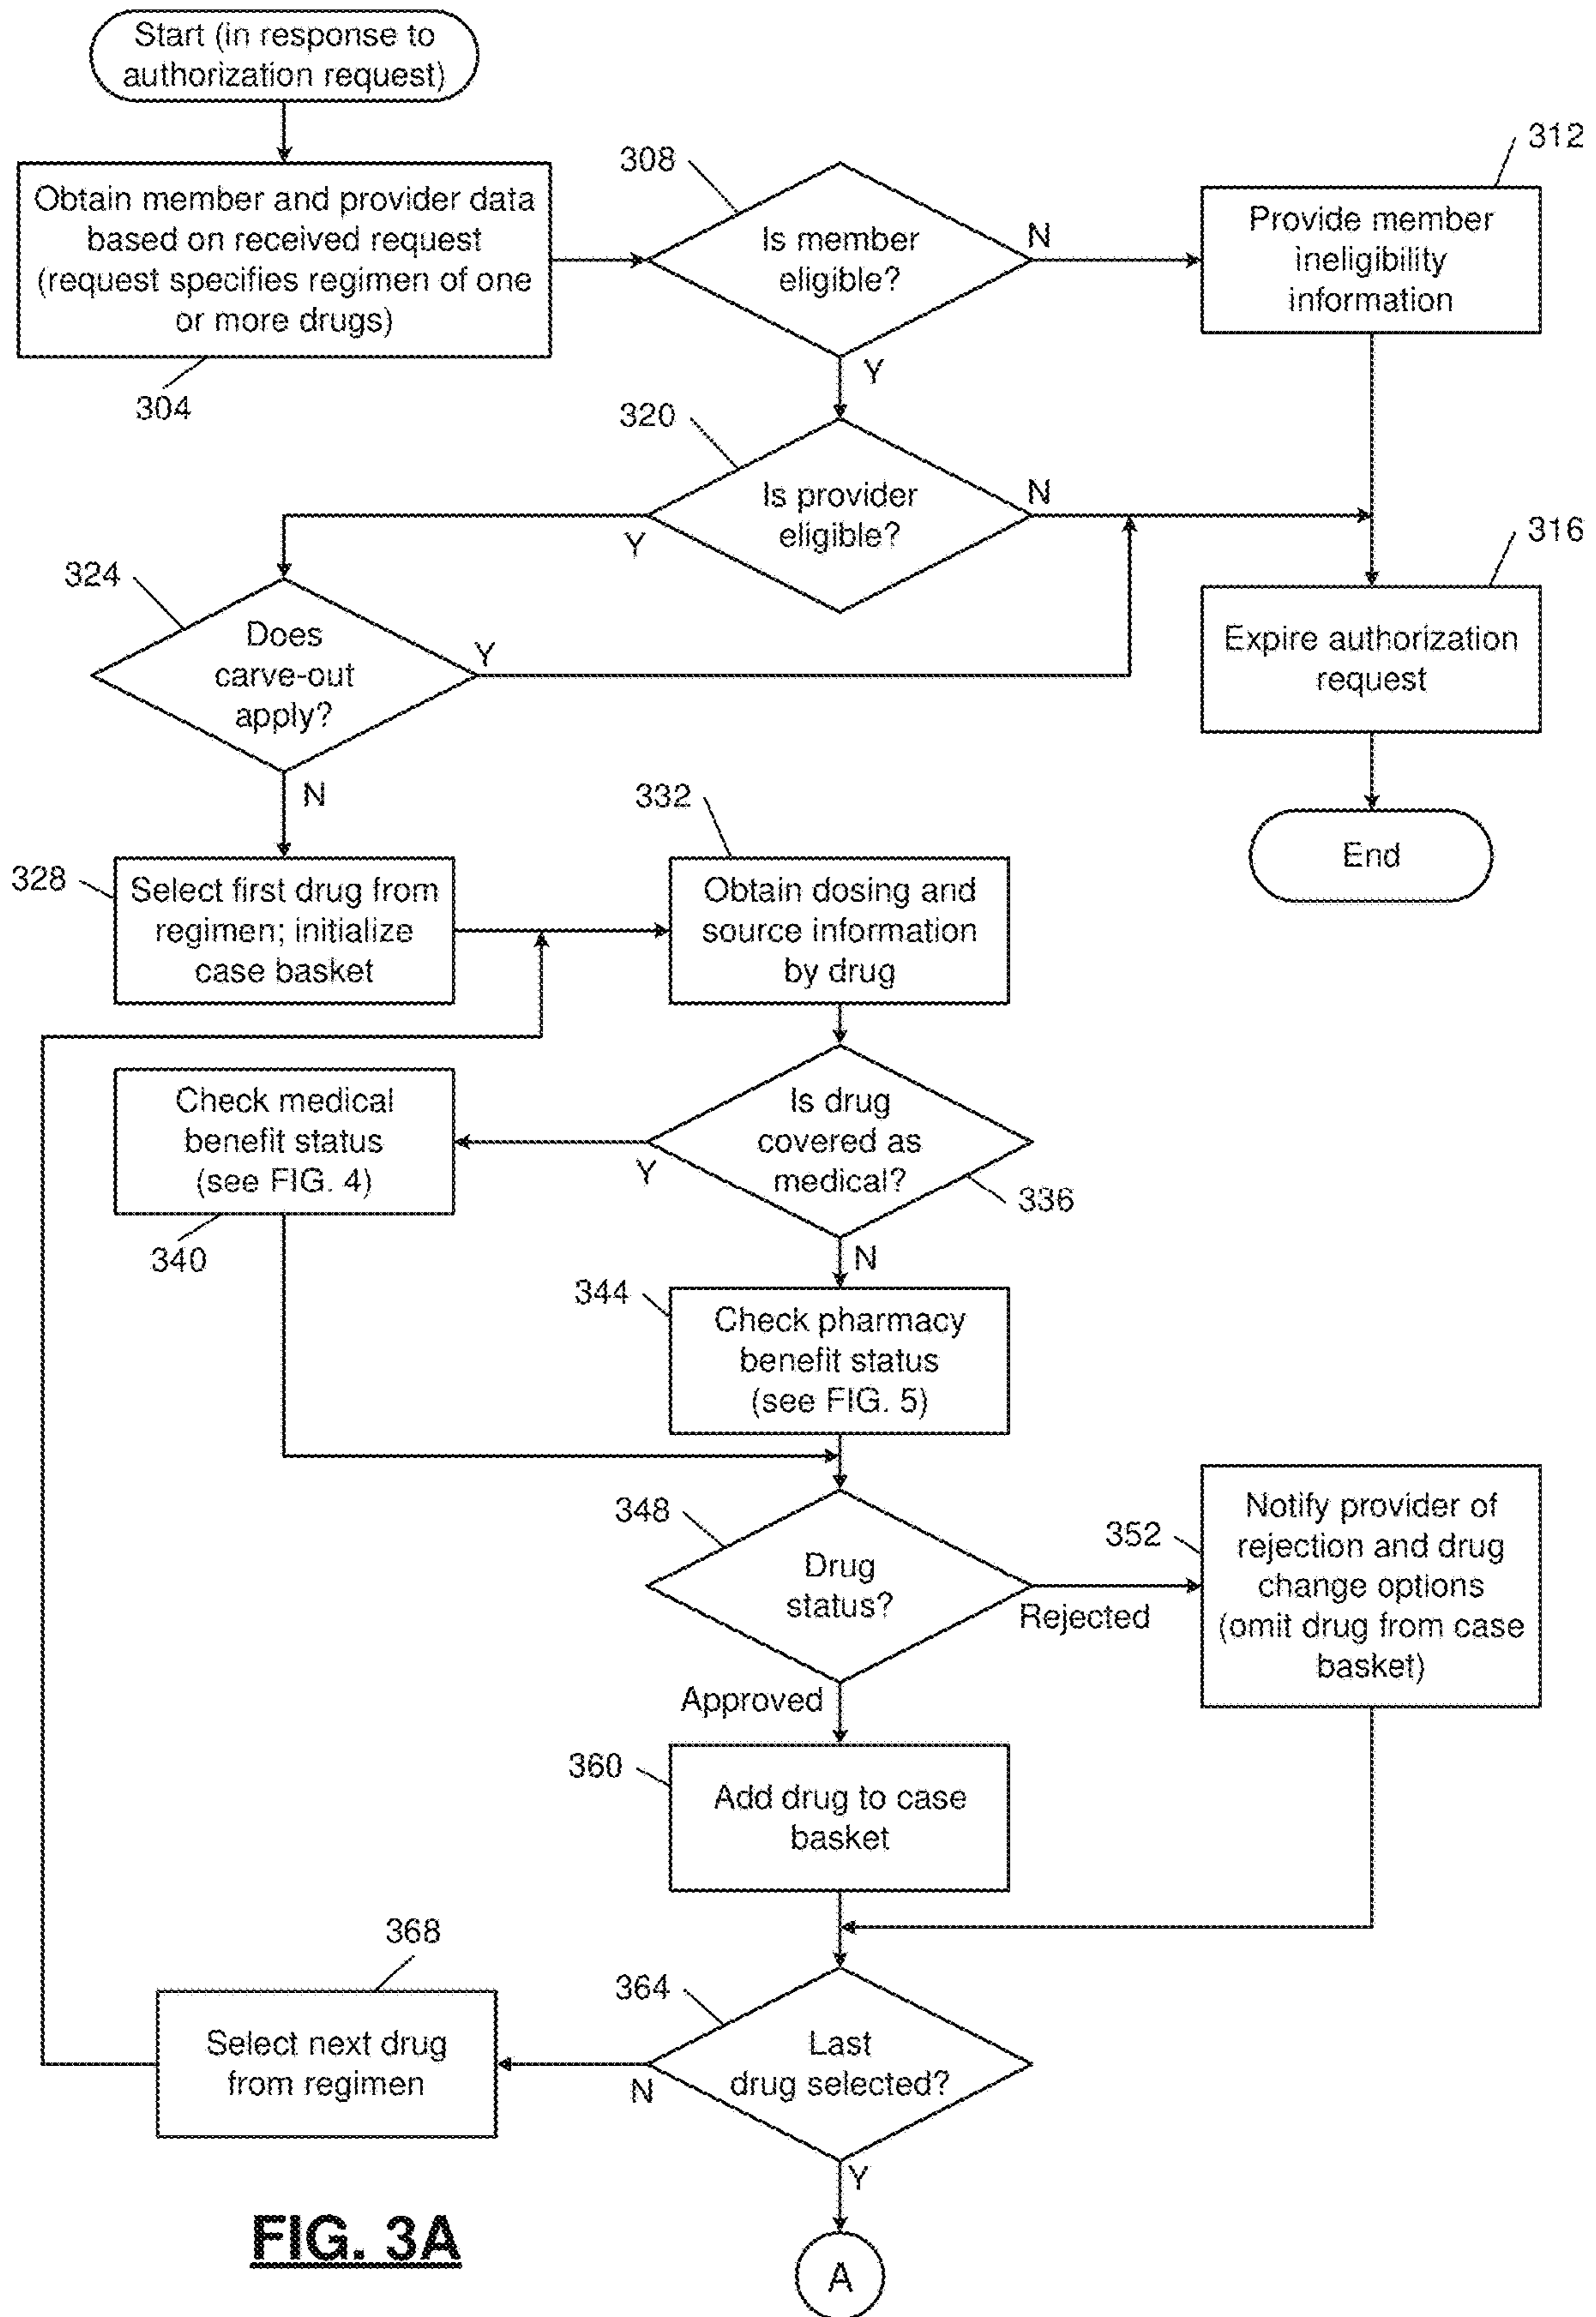 Start (in response to
authorization request)
Obtain member and provider data
based on received request
(request specifies regimen of one
or more drugs)
304
308
Is member
eligible?
N
Y
312
Provide member
ineligibility
information
320
Is provider
eligible?
N
Y
316
Expire authorization
request
End
324
Does
carve-out
apply?
Y
N
328
Select first drug from
regimen; initialize
case basket
332
Obtain dosing and
source information
by drug
Is drug
covered as
medical?
336
Y
N
Check medical
benefit status
(see FIG. 4)
340
344
Check pharmacy
benefit status
(see FIG. 5)
348
Drug
status?
Rejected
Approved
352
Notify provider of
rejection and drug
change options
(omit drug from case
basket)
360
Add drug to case
basket
364
Last
drug selected?
N
Y
368
Select next drug
from regimen
A
FIG. 3A